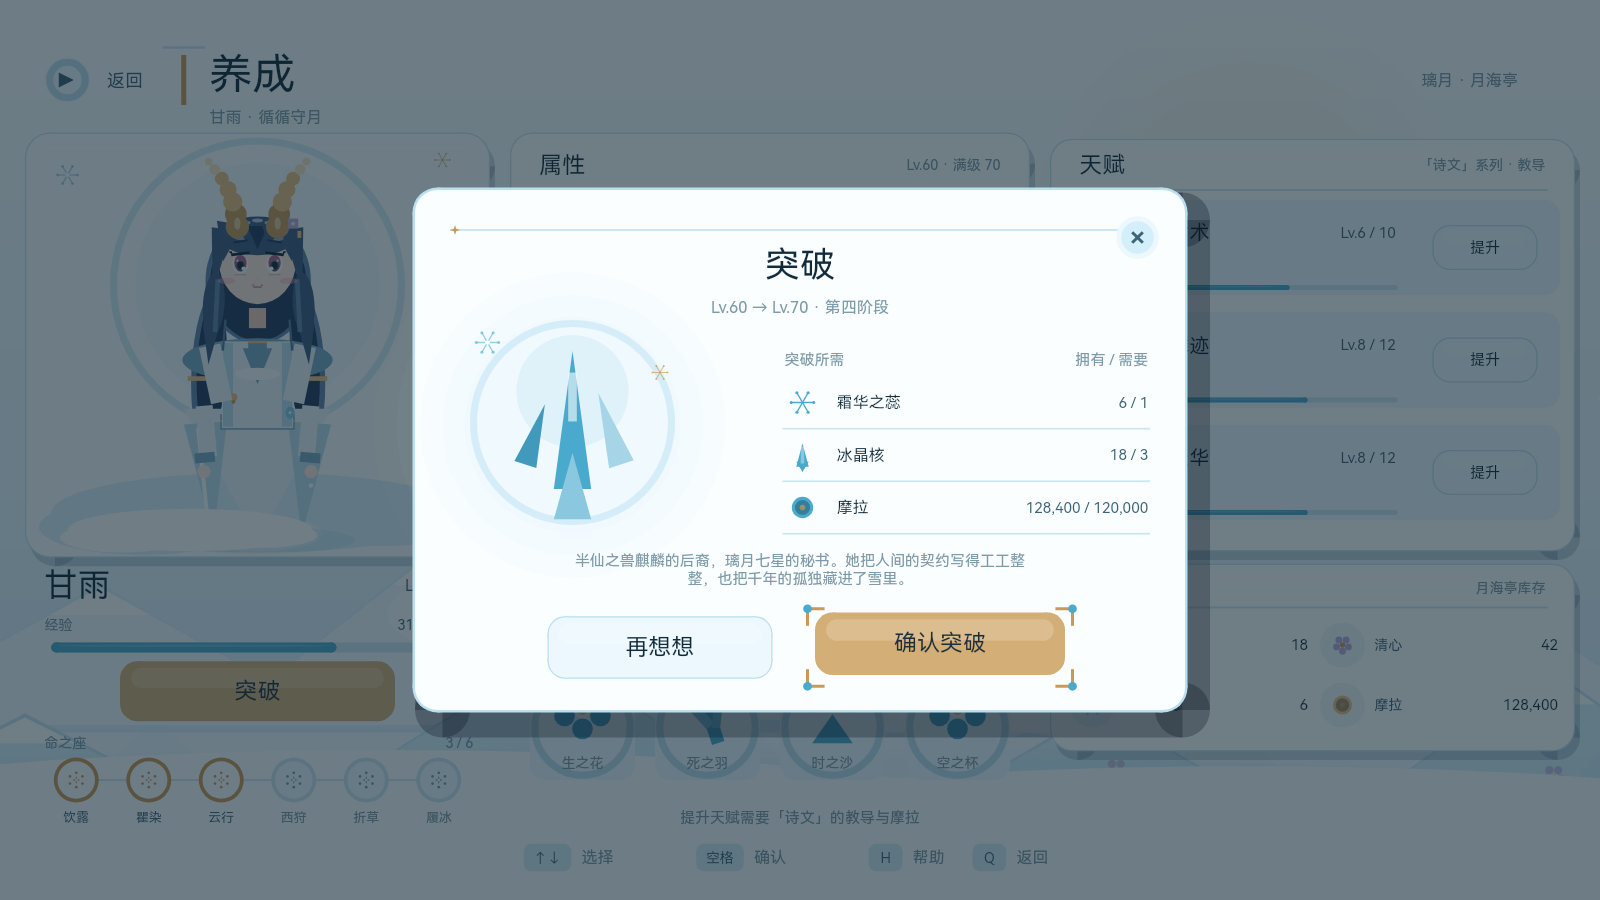 返回
养成
甘雨 · 循循守月
璃月 · 月海亭
属性
Lv.60 · 满级 70
天赋
「诗文」系列 · 教导
术
Lv.6 / 10
提升
迹
Lv.8 / 12
提升
华
Lv.8 / 12
提升
突破
Lv.60 → Lv.70 · 第四阶段
突破所需
拥有 / 需要
霜华之蕊
6 / 1
冰晶核
18 / 3
摩拉
128,400 / 120,000
半仙之兽麒麟的后裔，璃月七星的秘书。她把人间的契约写得工工整
整，也把千年的孤独藏进了雪里。
再想想
确认突破
甘雨
L
经验
31
突破
命之座
3 / 6
饮露
瞿染
云行
西狩
折草
履冰
生之花
死之羽
时之沙
空之杯
月海亭库存
18
清心
42
6
摩拉
128,400
提升天赋需要「诗文」的教导与摩拉
↑↓
选择
空格
确认
H
帮助
Q
返回